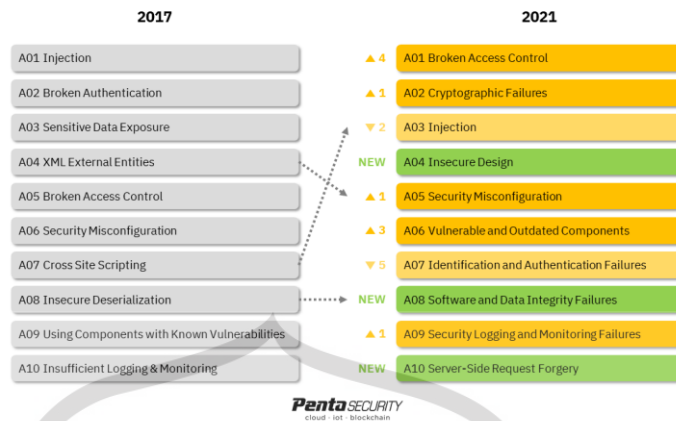 2017
2021
A01 Injection
▲ 4
A01 Broken Access Control
A02 Broken Authentication
▲ 1
A02 Cryptographic Failures
A03 Sensitive Data Exposure
▼ 2
A03 Injection
A04 XML External Entities
NEW
A04 Insecure Design
A05 Broken Access Control
▲ 1
A05 Security Misconfiguration
A06 Security Misconfiguration
▲ 3
A06 Vulnerable and Outdated Components
A07 Cross Site Scripting
▼ 5
A07 Identification and Authentication Failures
A08 Insecure Deserialization
NEW
A08 Software and Data Integrity Failures
A09 Using Components with Known Vulnerabilities
▲ 1
A09 Security Logging and Monitoring Failures
A10 Insufficient Logging & Monitoring
NEW
A10 Server-Side Request Forgery
Penta SECURITY
cloud · iot · blockchain